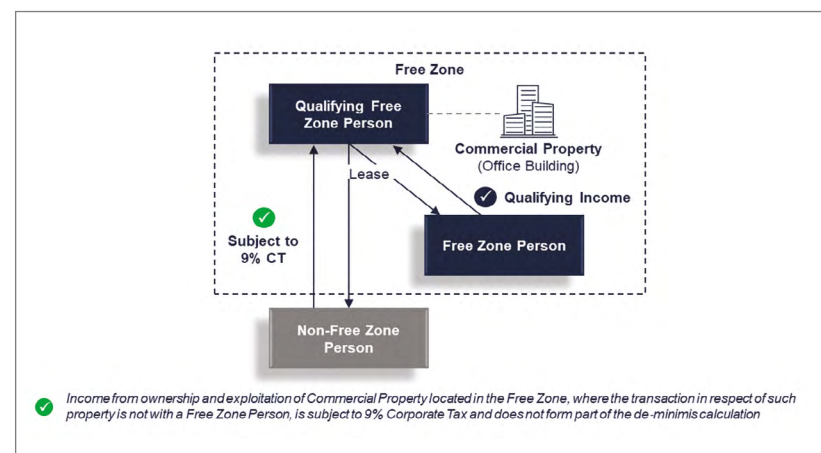 Free Zone
Qualifying Free
Zone Person
Commercial Property
(Office Building)
Lease
Qualifying Income
Subject to
9% CT
Free Zone Person
Non-Free Zone
Person
Income from ownership and exploitation of Commercial Property located in the Free Zone, where the transaction in respect of such
property is not with a Free Zone Person, is subject to 9% Corporate Tax and does not form part of the de-minimis calculation